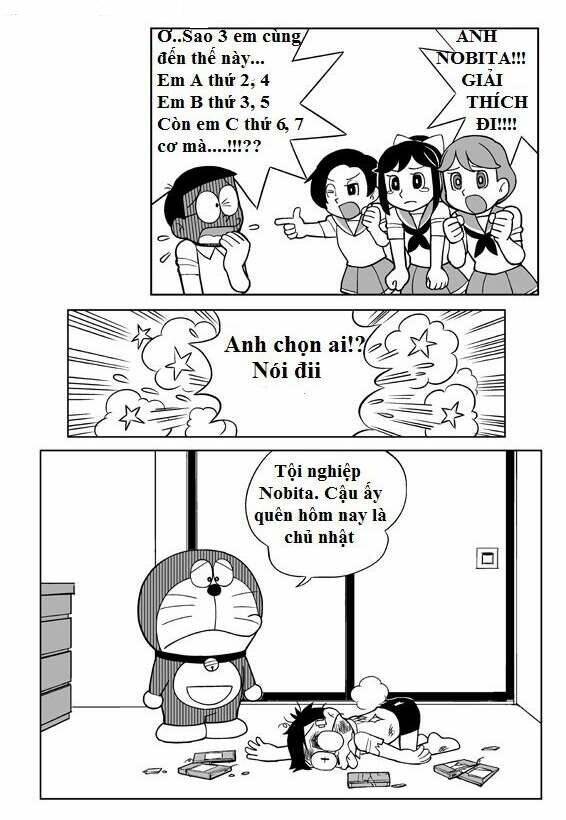 Ơ..Sao 3 em cùng
đến thế này...
Em A thứ 2, 4
Em B thứ 3, 5
Còn em C thứ 6, 7
cơ mà....!!!??
ANH
NOBITA!!!
GIẢI
THÍCH
ĐI!!!!
Anh chọn ai!?
Nói đii
Tội nghiệp
Nobita. Cậu ấy
quên hôm nay là
chủ nhật